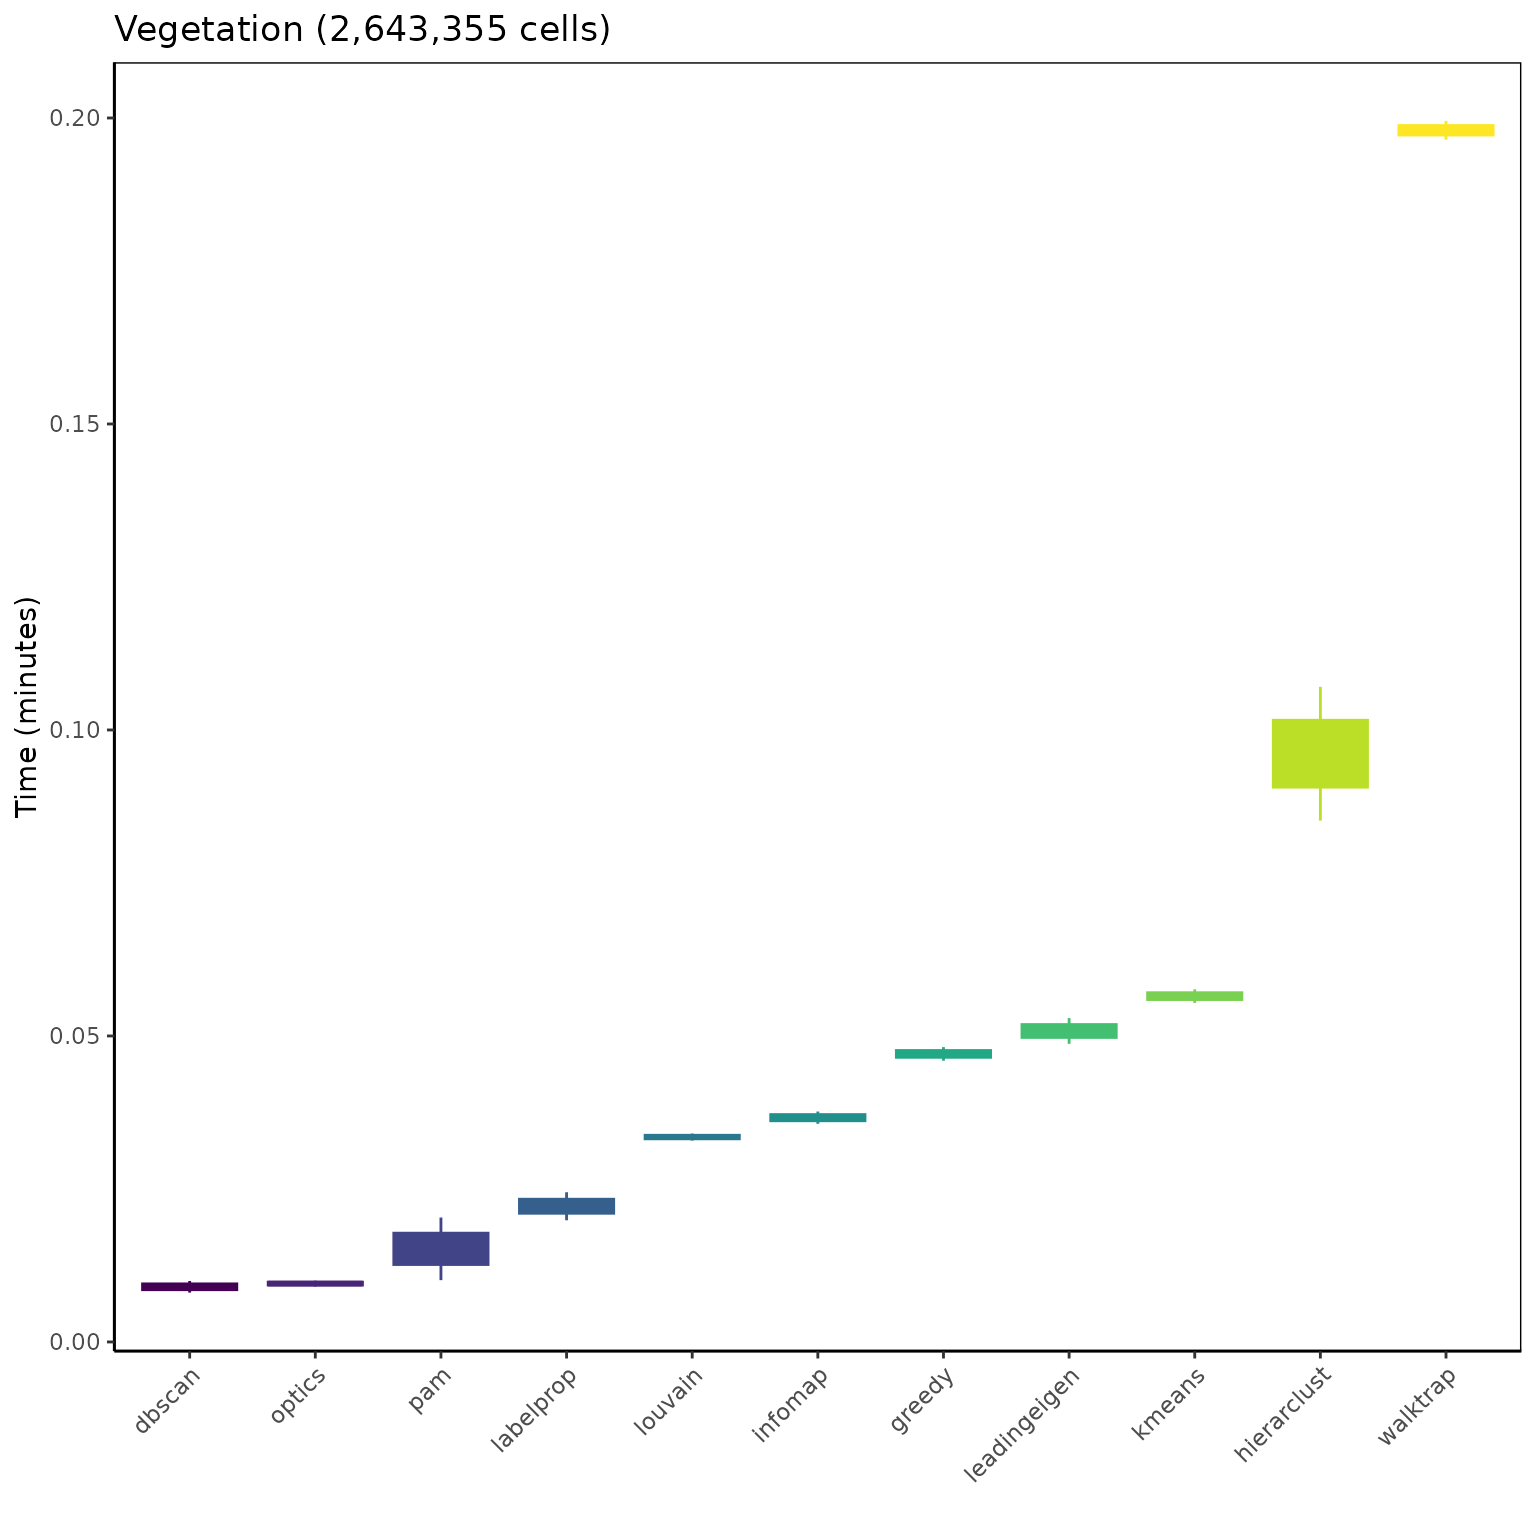 Vegetation (2,643,355 cells)
Time (minutes)
0.20
0.15
0.10
0.05
0.00
dbscan
optics
pam
labelprop
louvain
infomap
greedy
leadingeigen
kmeans
hierarclust
walktrap